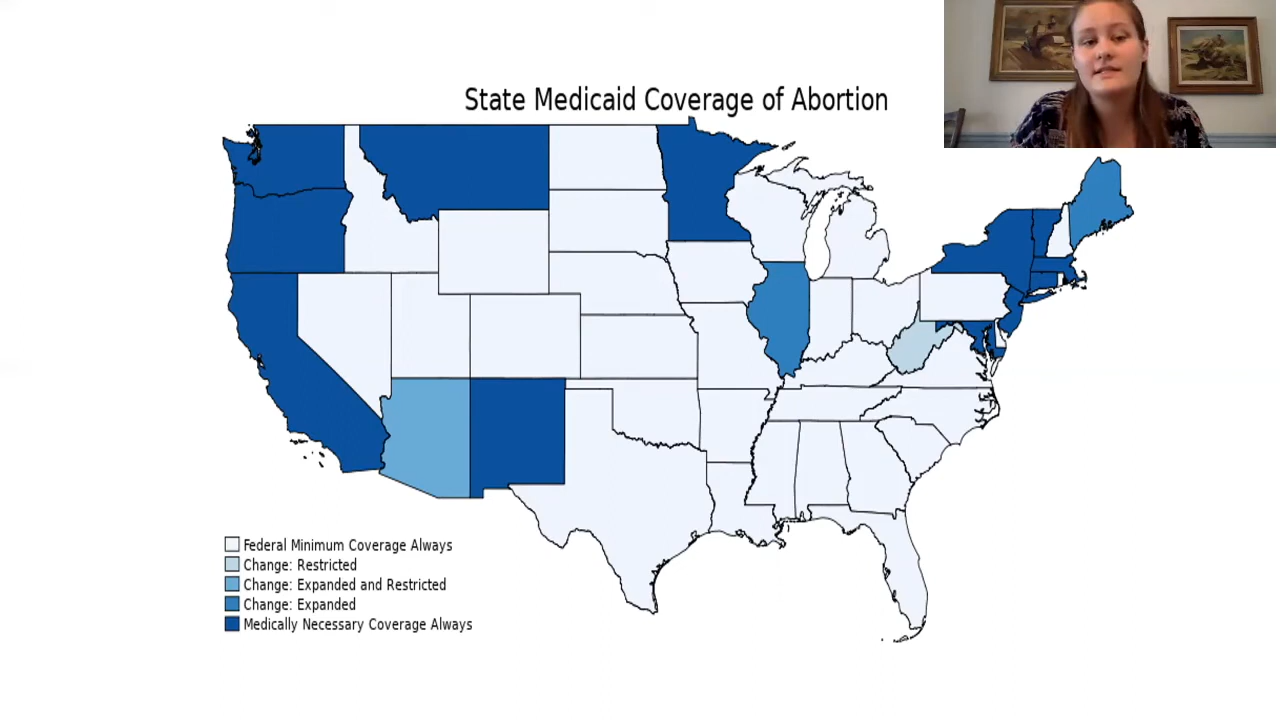 State Medicaid Coverage of Abortion
Federal Minimum Coverage Always
Change: Restricted
Change: Expanded and Restricted
Change: Expanded
Medically Necessary Coverage Always